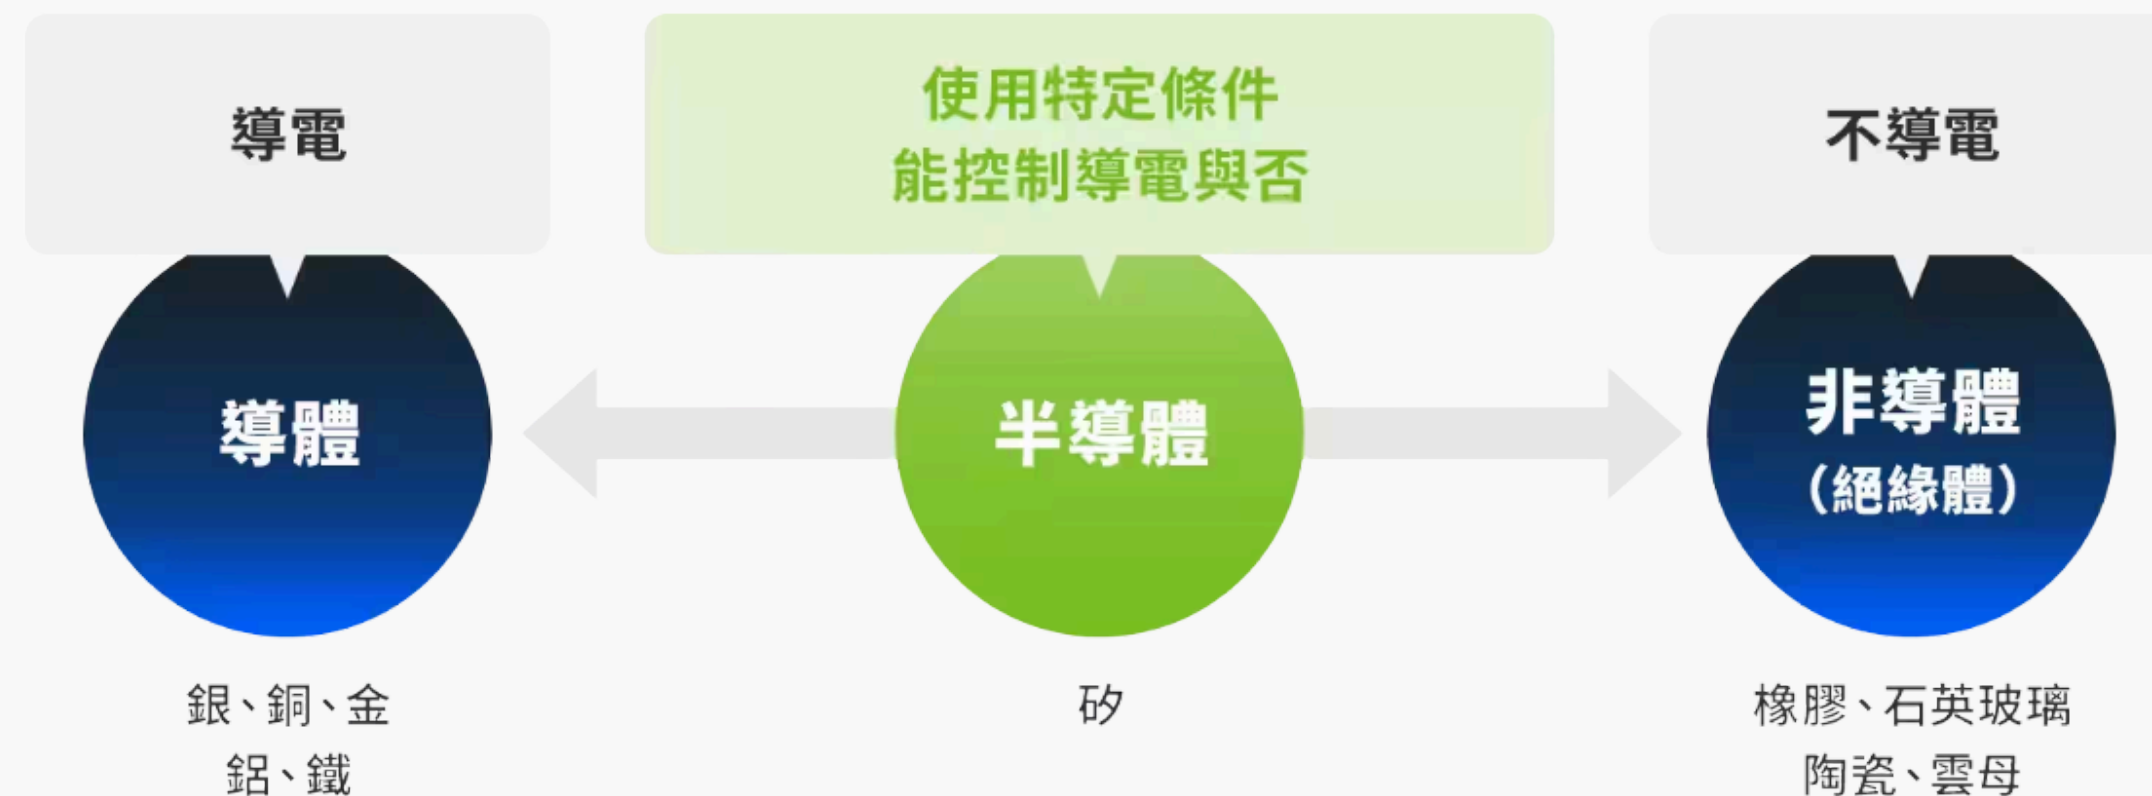 導電
使用特定條件
能控制導電與否
不導電
導體
半導體
非導體
（絕緣體）
銀、銅、金
鋁、鐵
矽
橡膠、石英玻璃
陶瓷、雲母